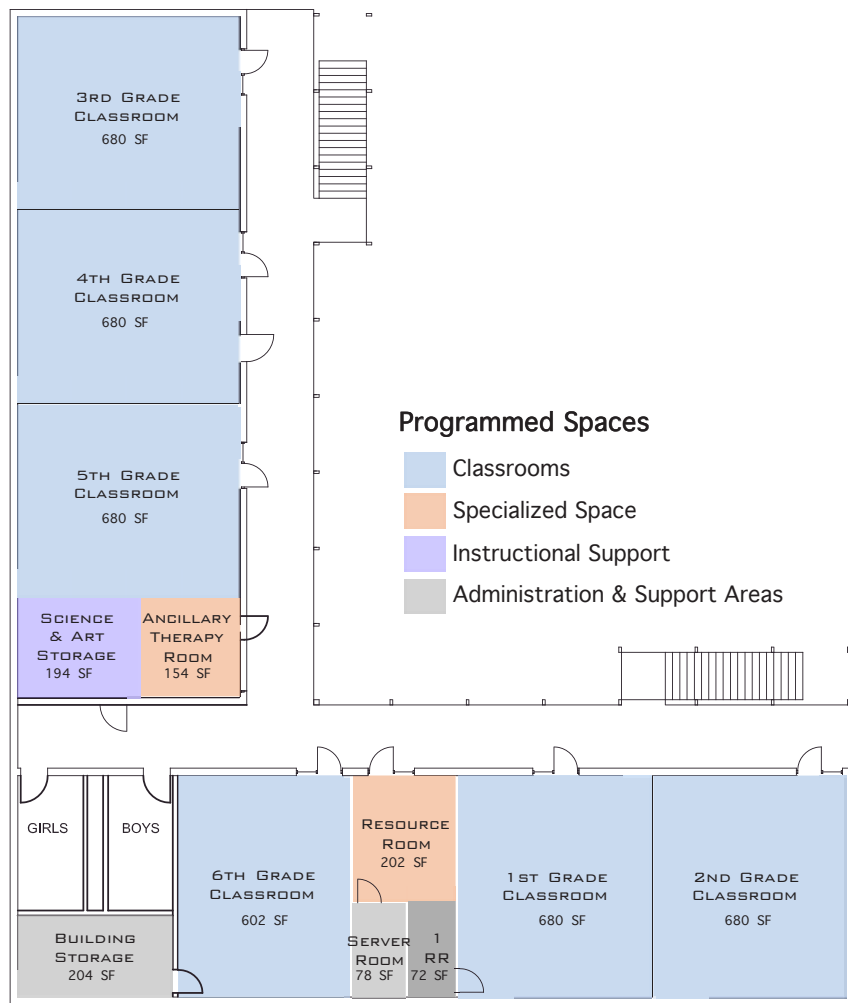 3RD GRADE
CLASSROOM
680 SF
4TH GRADE
CLASSROOM
680 SF
5TH GRADE
CLASSROOM
680 SF
Programmed Spaces
Classrooms
Specialized Space
Instructional Support
Administration & Support Areas
SCIENCE
& ART
STORAGE
194 SF
ANCILLARY
THERAPY
ROOM
154 SF
GIRLS
BOYS
6TH GRADE
CLASSROOM
602 SF
RESOURCE
ROOM
202 SF
1ST GRADE
CLASSROOM
680 SF
2ND GRADE
CLASSROOM
680 SF
BUILDING
STORAGE
204 SF
SERVER
ROOM
78 SF
1
RR
72 SF